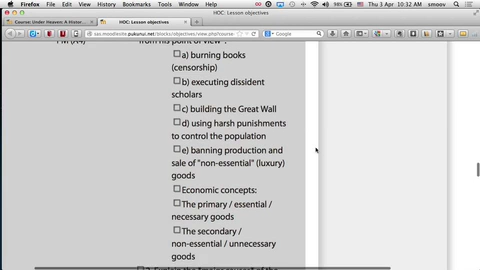 Firefox File Edit View History Bookmarks Tools Window Help Thu 3 Apr 10:32 AM smoov
Course: Under Heaven: A Histor... HOC: Lesson objectives
sas.moodlesite.pukunui.net/blocks/objectives/view.php?course
from his point of view":
a) burning books
(censorship)
b) executing dissident
scholars
c) building the Great Wall
d) using harsh punishments
to control the population
e) banning production and
sale of "non-essential" (luxury)
goods
Economic concepts:
The primary / essential /
necessary goods
The secondary /
non-essential / unnecessary
goods